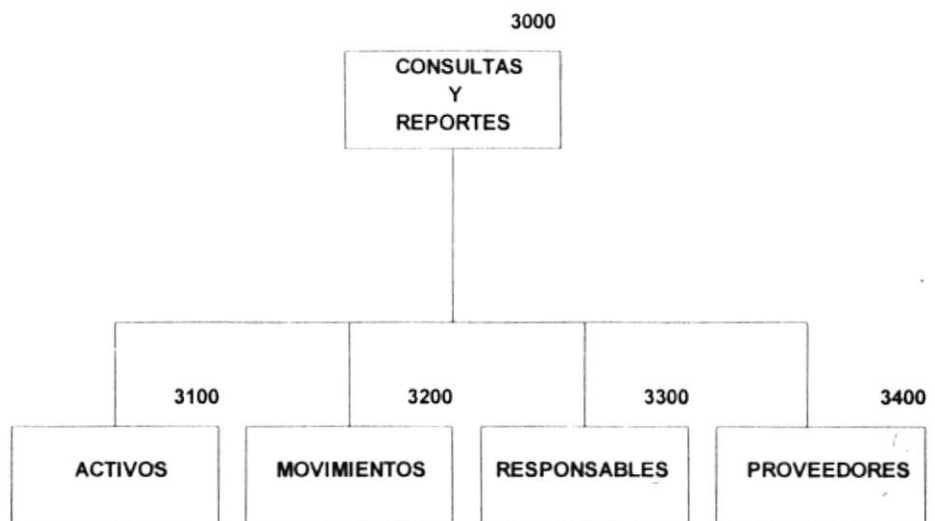 3000
CONSULTAS
Y
REPORTES
3100 3200 3300 3400
ACTIVOS MOVIMIENTOS RESPONSABLES PROVEEDORES